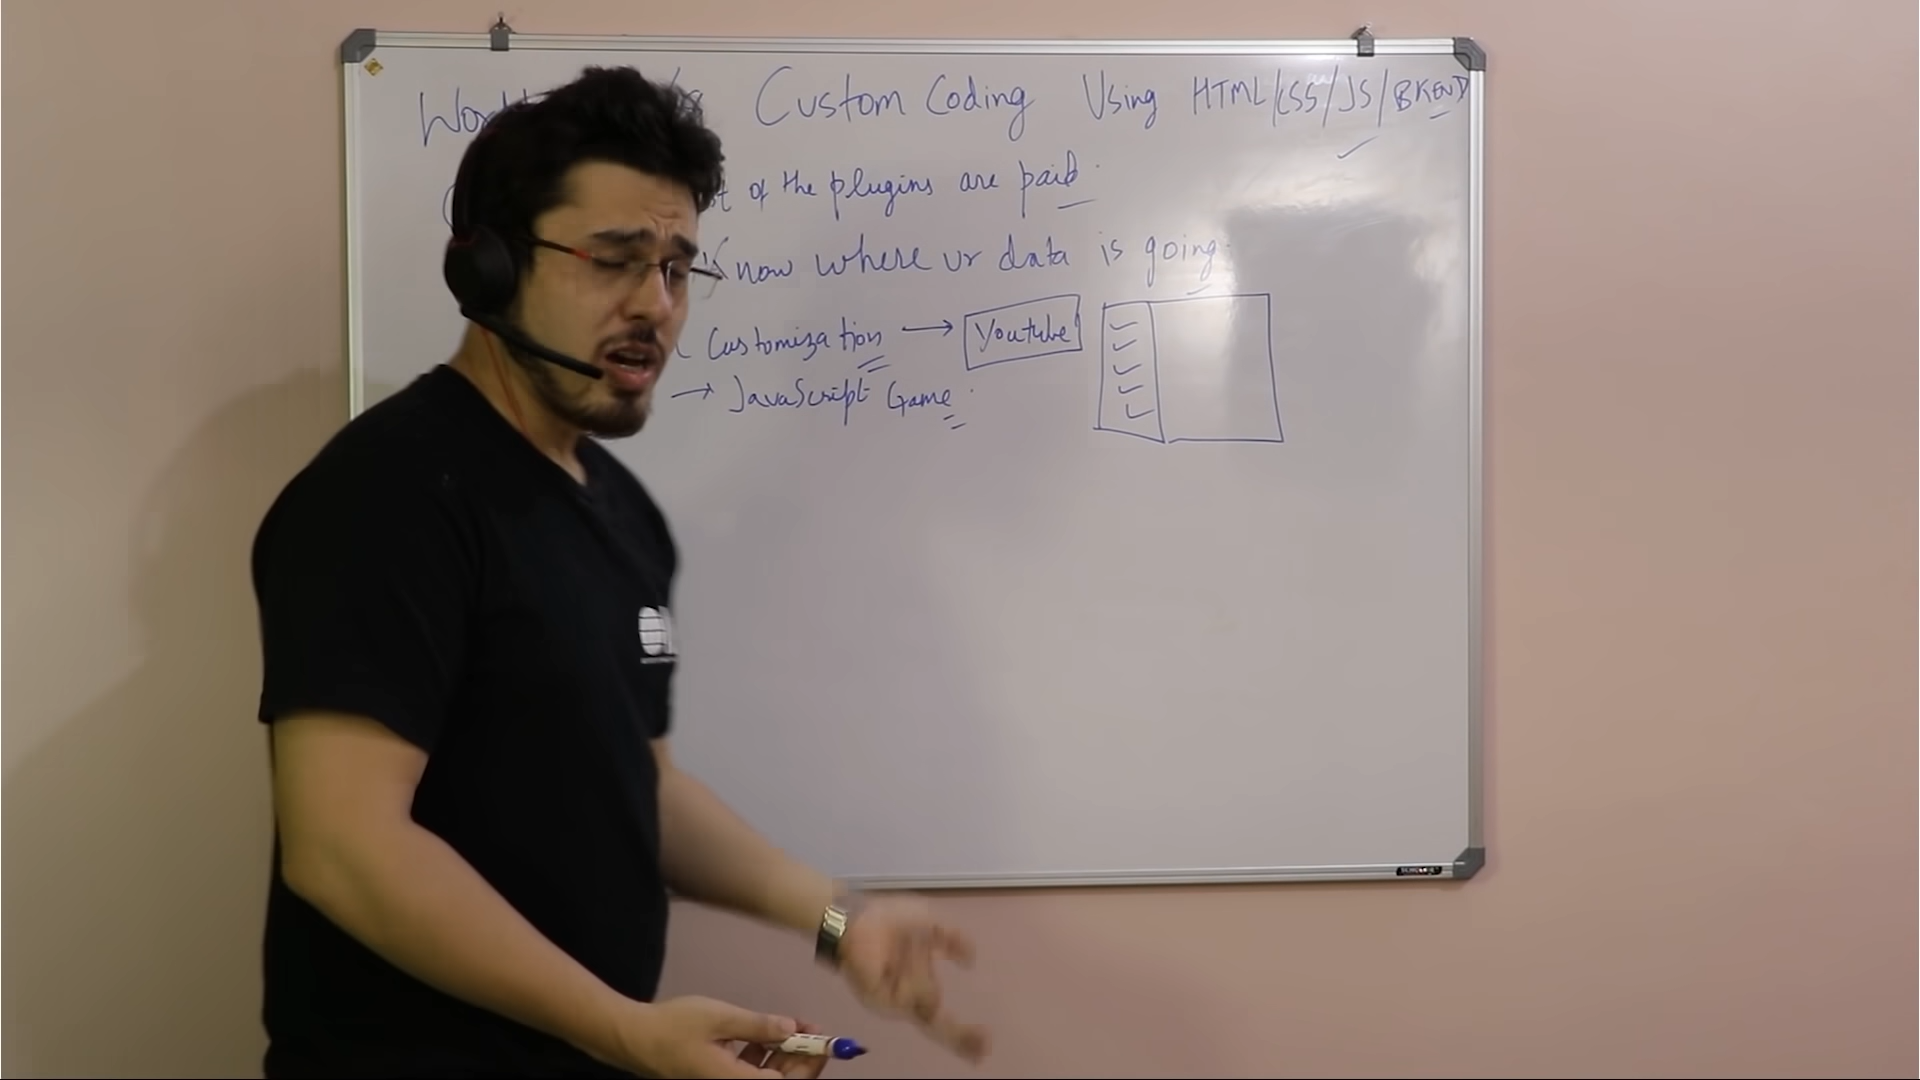 Custom Coding Using HTML/CSS/JS/BKEND
of the plugins are paid.
Know where ur data is going.
Customization → Youtube
→ JavaScript Game.